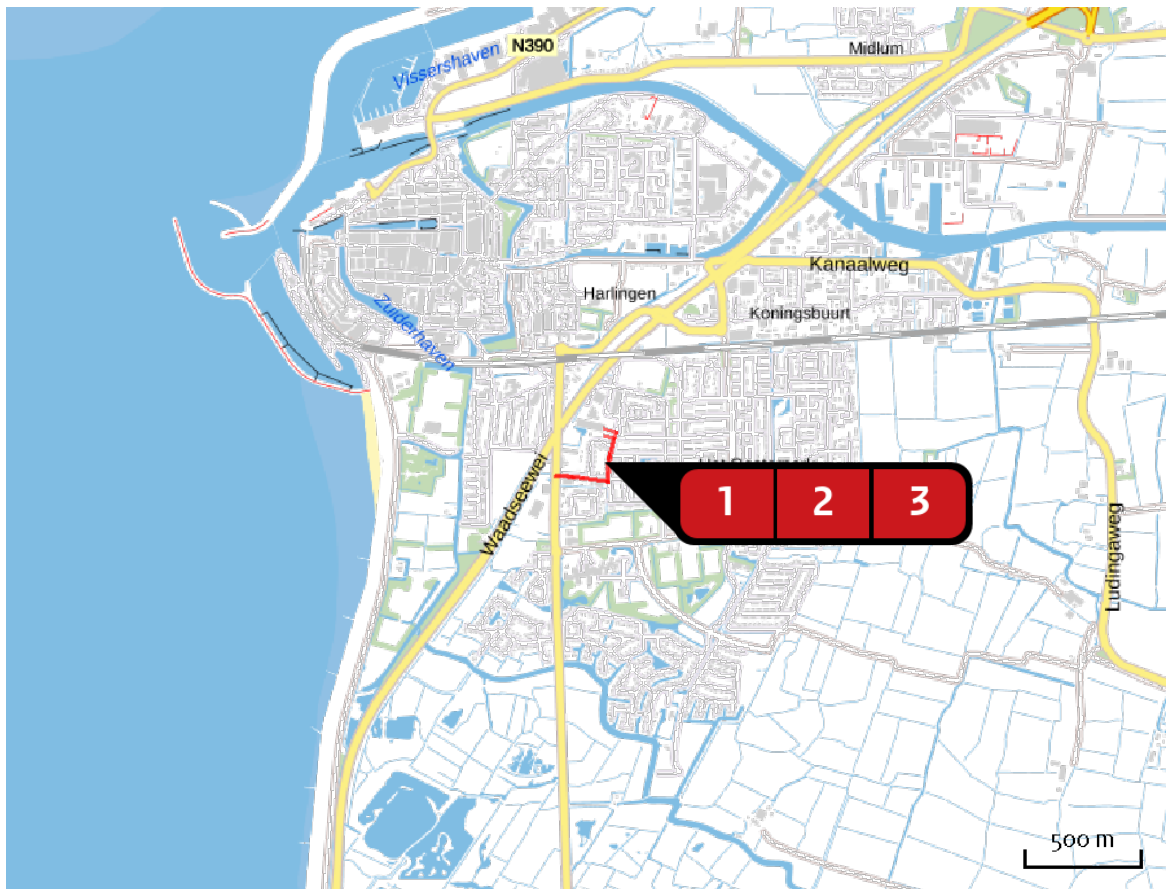 N390
Midlum
Vissershaven
Kanaalweg
Harlingen
Koningsbuurt
Zuiderhaven
Waadseewei
1 2 3
Ludingaweg
500 m